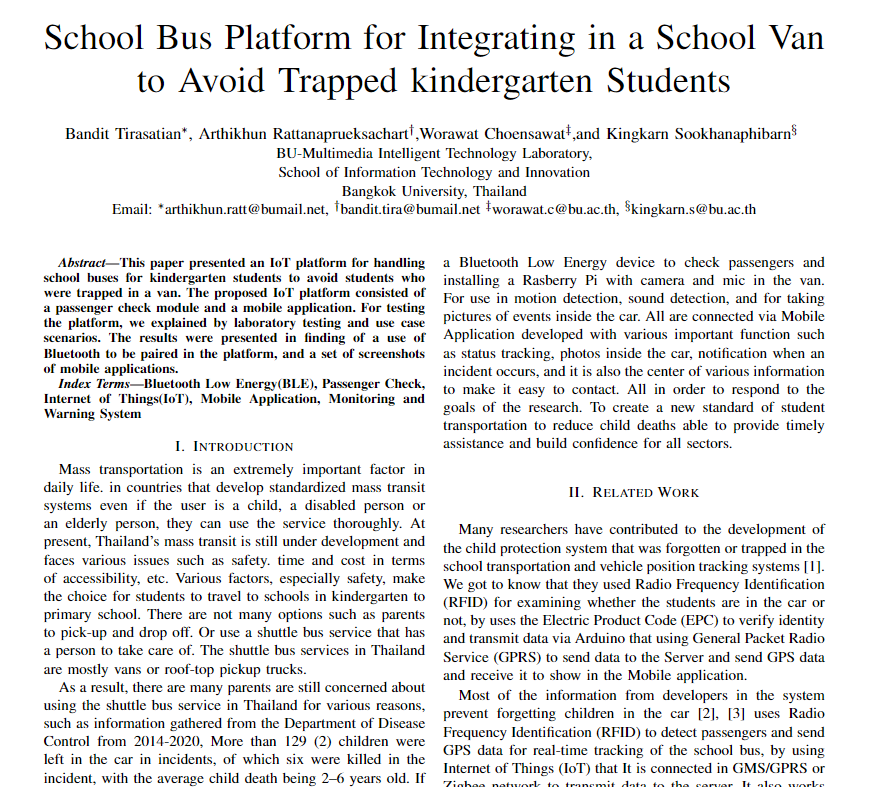 School Bus Platform for Integrating in a School Van
to Avoid Trapped kindergarten Students
Bandit Tirasatian*, Arthikhun Rattanaprueksachart†,Worawat Choensawat‡,and Kingkarn Sookhanaphibarn§
BU-Multimedia Intelligent Technology Laboratory,
School of Information Technology and Innovation
Bangkok University, Thailand
Email: *arthikhun.ratt@bumail.net, †bandit.tira@bumail.net ‡worawat.c@bu.ac.th, §kingkarn.s@bu.ac.th
Abstract—This paper presented an IoT platform for handling
school buses for kindergarten students to avoid students who
were trapped in a van. The proposed IoT platform consisted of
a passenger check module and a mobile application. For testing
the platform, we explained by laboratory testing and use case
scenarios. The results were presented in finding of a use of
Bluetooth to be paired in the platform, and a set of screenshots
of mobile applications.
Index Terms—Bluetooth Low Energy(BLE), Passenger Check,
Internet of Things(IoT), Mobile Application, Monitoring and
Warning System
I. INTRODUCTION
Mass transportation is an extremely important factor in
daily life. in countries that develop standardized mass transit
systems even if the user is a child, a disabled person or
an elderly person, they can use the service thoroughly. At
present, Thailand's mass transit is still under development and
faces various issues such as safety. time and cost in terms
of accessibility, etc. Various factors, especially safety, make
the choice for students to travel to schools in kindergarten to
primary school. There are not many options such as parents
to pick-up and drop off. Or use a shuttle bus service that has
a person to take care of. The shuttle bus services in Thailand
are mostly vans or roof-top pickup trucks.
As a result, there are many parents are still concerned about
using the shuttle bus service in Thailand for various reasons,
such as information gathered from the Department of Disease
Control from 2014-2020, More than 129 (2) children were
left in the car in incidents, of which six were killed in the
incident, with the average child death being 2–6 years old. If
a Bluetooth Low Energy device to check passengers and
installing a Rasberry Pi with camera and mic in the van.
For use in motion detection, sound detection, and for taking
pictures of events inside the car. All are connected via Mobile
Application developed with various important function such
as status tracking, photos inside the car, notification when an
incident occurs, and it is also the center of various information
to make it easy to contact. All in order to respond to the
goals of the research. To create a new standard of student
transportation to reduce child deaths able to provide timely
assistance and build confidence for all sectors.
II. RELATED WORK
Many researchers have contributed to the development of
the child protection system that was forgotten or trapped in the
school transportation and vehicle position tracking systems [1].
We got to know that they used Radio Frequency Identification
(RFID) for examining whether the students are in the car or
not, by uses the Electric Product Code (EPC) to verify identity
and transmit data via Arduino that using General Packet Radio
Service (GPRS) to send data to the Server and send GPS data
and receive it to show in the Mobile application.
Most of the information from developers in the system
prevent forgetting children in the car [2], [3] uses Radio
Frequency Identification (RFID) to detect passengers and send
GPS data for real-time tracking of the school bus, by using
Internet of Things (IoT) that It is connected in GMS/GPRS or
Zigbee network to transmit data to the server. It also works